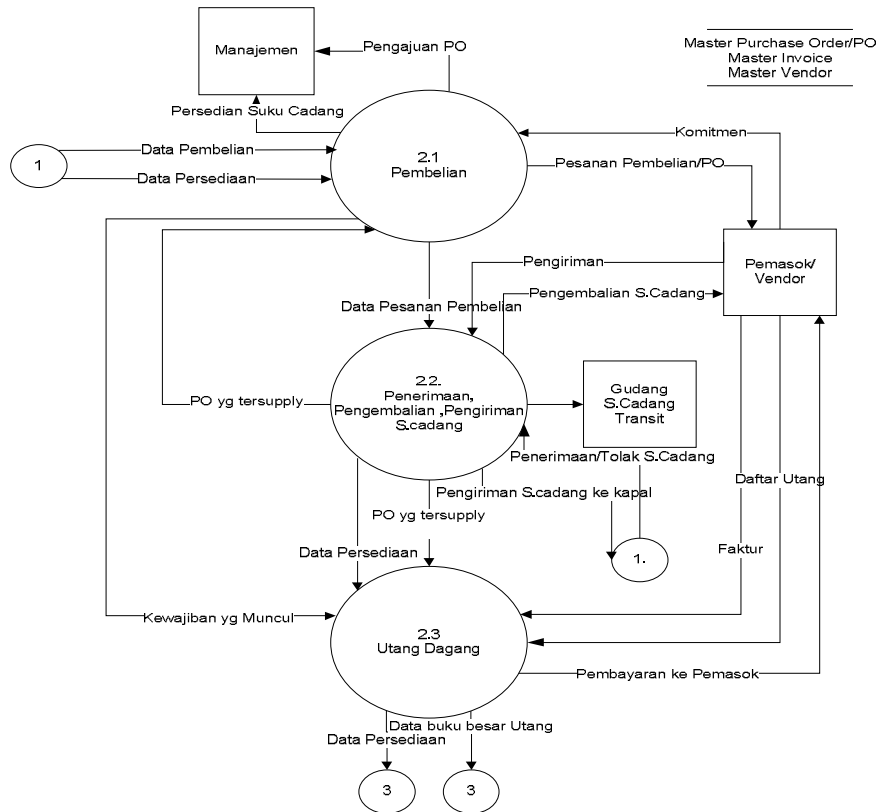 Manajemen
Pengajuan PO
Master Purchase Order/PO
Master Invoice
Master Vendor
Persedian Suku Cadang
Komitmen
1
Data Pembelian
2.1
Pembelian
Data Persediaan
Pesanan Pembelian/PO
Pengiriman
Pemasok/
Vendor
Pengembalian S.Cadang
Data Pesanan Pembelian
2.2.
Penerimaan,
Pengembalian ,Pengiriman
S.cadang
PO yg tersupply
Gudang
S.Cadang
Transit
Penerimaan/Tolak S.Cadang
Daftar Utang
Pengiriman S.cadang ke kapal
PO yg tersupply
Data Persediaan
Faktur
1.
Kewajiban yg Muncul
2.3
Utang Dagang
Pembayaran ke Pemasok
Data buku besar Utang
Data Persediaan
3
3